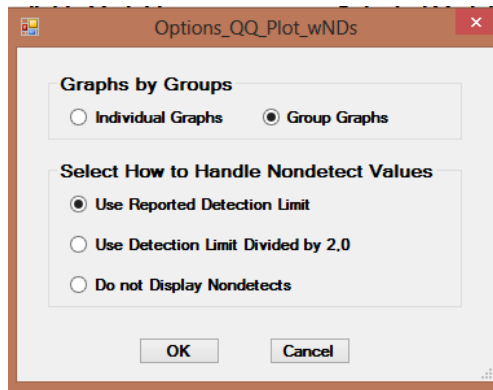 Options_QQ_Plot_wNDs
Graphs by Groups
Individual Graphs Group Graphs
Select How to Handle Nondetect Values
Use Reported Detection Limit
Use Detection Limit Divided by 2.0
Do not Display Nondetects
OK Cancel